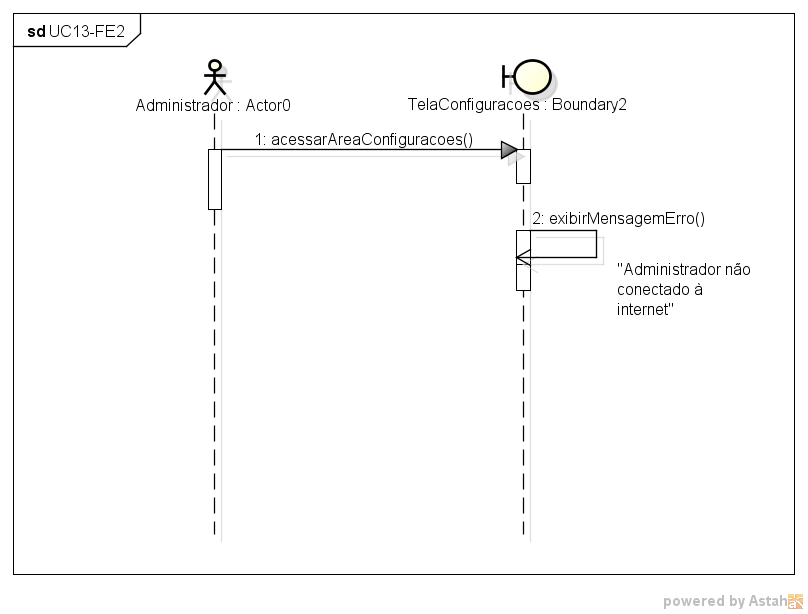 sd UC13-FE2
Administrador : Actor0
TelaConfiguracoes : Boundary2
1: acessarAreaConfiguracoes()
2: exibirMensagemErro()
"Administrador não
conectado à
internet"
powered by Astah